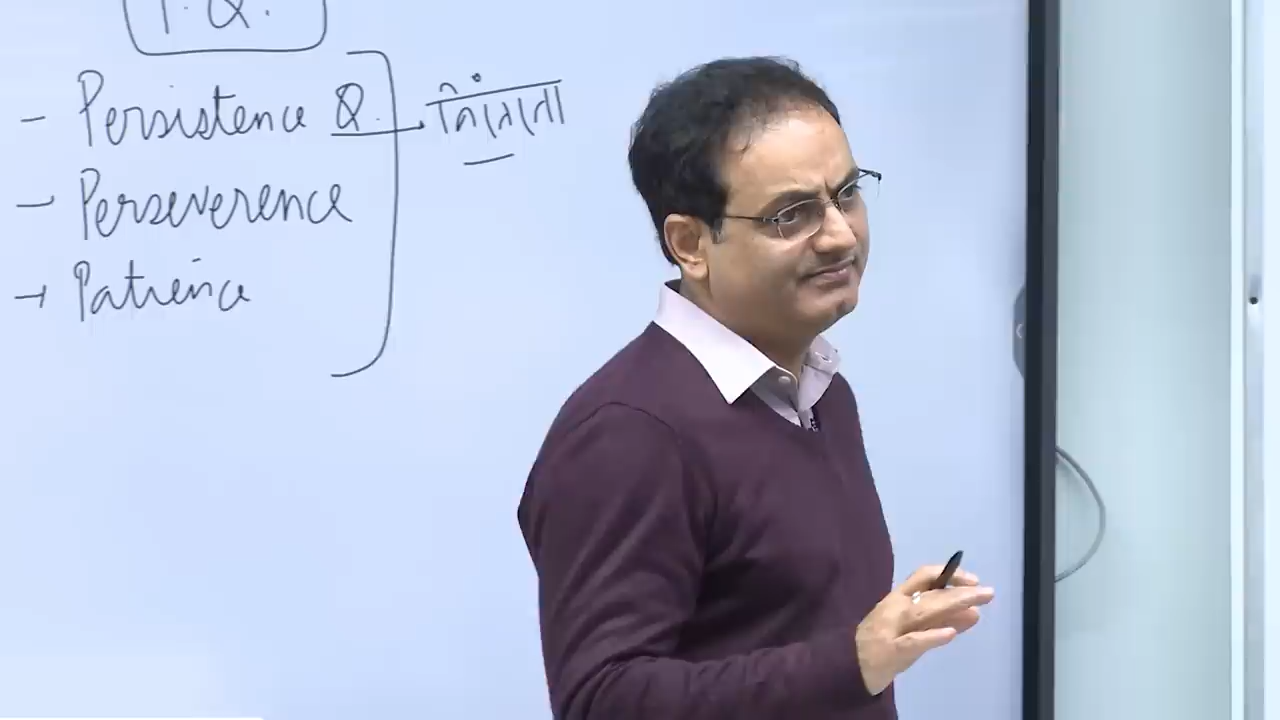 P.Q.
- Persistence Q.
- Perseverence
→ Patience